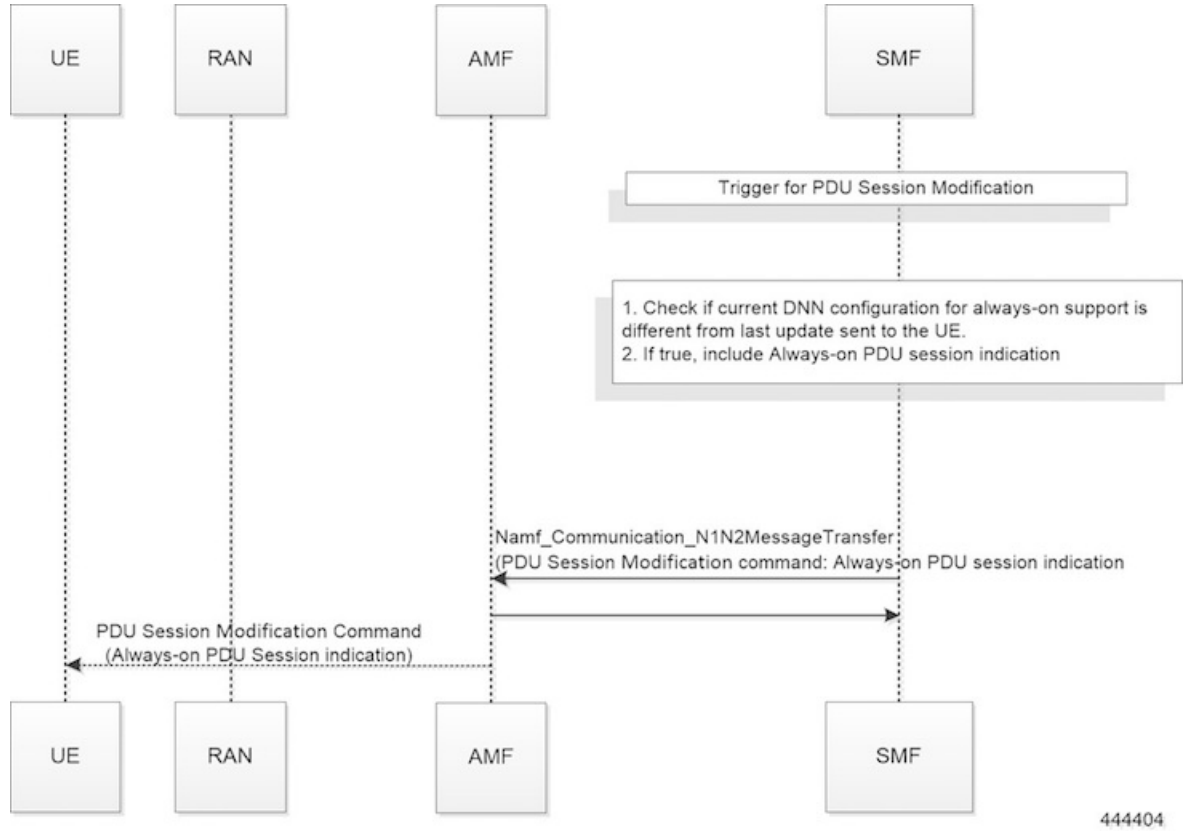 UE
RAN
AMF
SMF
Trigger for PDU Session Modification
1. Check if current DNN configuration for always-on support is
different from last update sent to the UE.
2. If true, include Always-on PDU session indication
Namf_Communication_N1N2MessageTransfer
(PDU Session Modification command: Always-on PDU session indication
PDU Session Modification Command
(Always-on PDU Session indication)
UE
RAN
AMF
SMF
444404